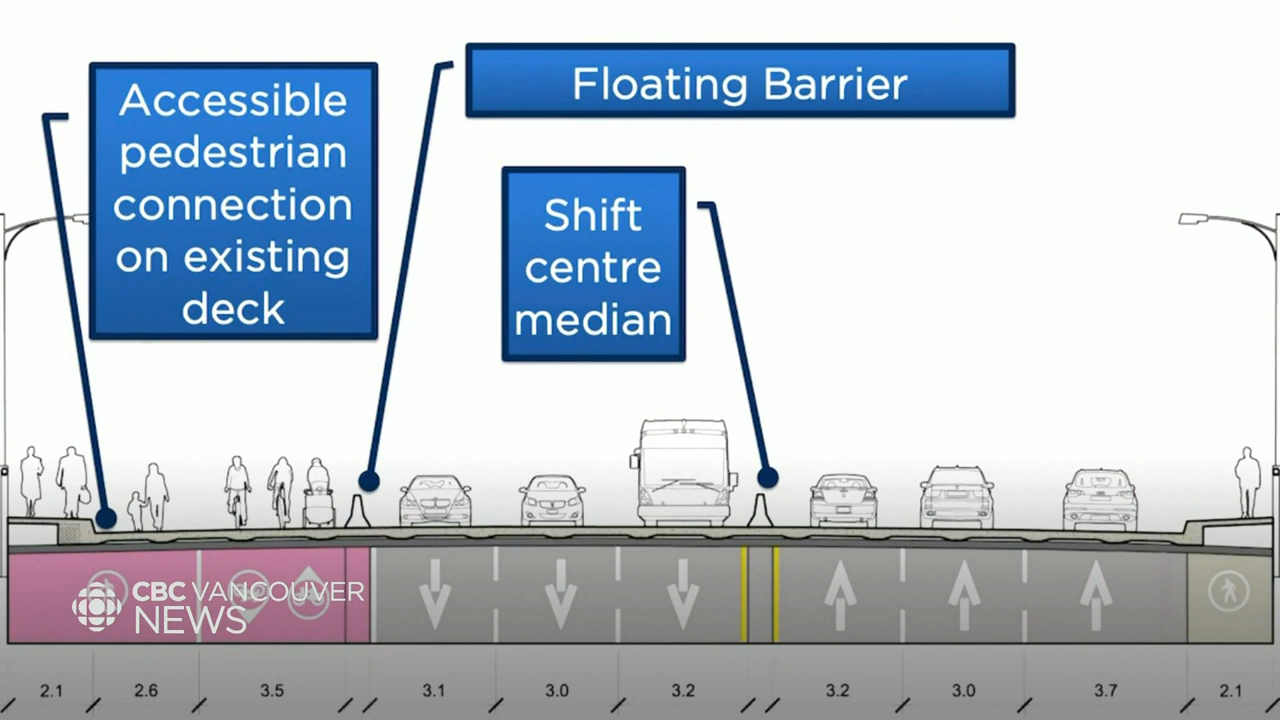 Accessible
pedestrian
connection
on existing
deck
Floating Barrier
Shift
centre
median
CBC VANCOUVER
NEWS
2.1
2.6
3.5
3.1
3.0
3.2
3.2
3.0
3.7
2.1